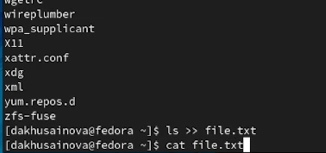 wgetrc
wireplumber
wpa_supplicant
X11
xattr.conf
xdg
xml
yum.repos.d
zfs-fuse
[dakhusainova@fedora ~]$ ls >> file.txt
[dakhusainova@fedora ~]$ cat file.txt